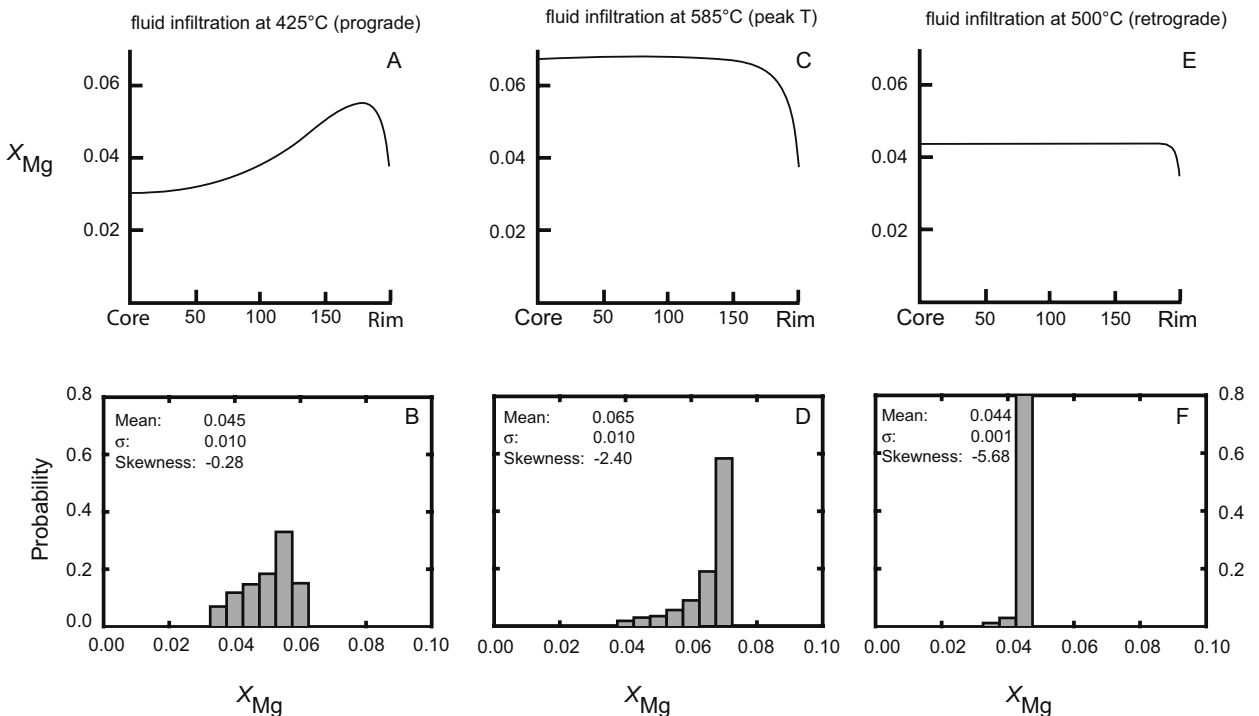 fluid infiltration at 425°C (prograde)
fluid infiltration at 585°C (peak T)
fluid infiltration at 500°C (retrograde)
A
0.06
0.04
0.02
XMg
Core 50 100 150 Rim
C
0.06
0.04
0.02
Core 50 100 150 Rim
E
0.06
0.04
0.02
Core 50 100 150 Rim
B
Mean: 0.045
σ: 0.010
Skewness: -0.28
0.8
0.6
0.4
0.2
0.0
Probability
0.00 0.02 0.04 0.06 0.08 0.10
XMg
D
Mean: 0.065
σ: 0.010
Skewness: -2.40
0.00 0.02 0.04 0.06 0.08 0.10
XMg
F
Mean: 0.044
σ: 0.001
Skewness: -5.68
0.8
0.6
0.4
0.2
0.00 0.02 0.04 0.06 0.08 0.10
XMg